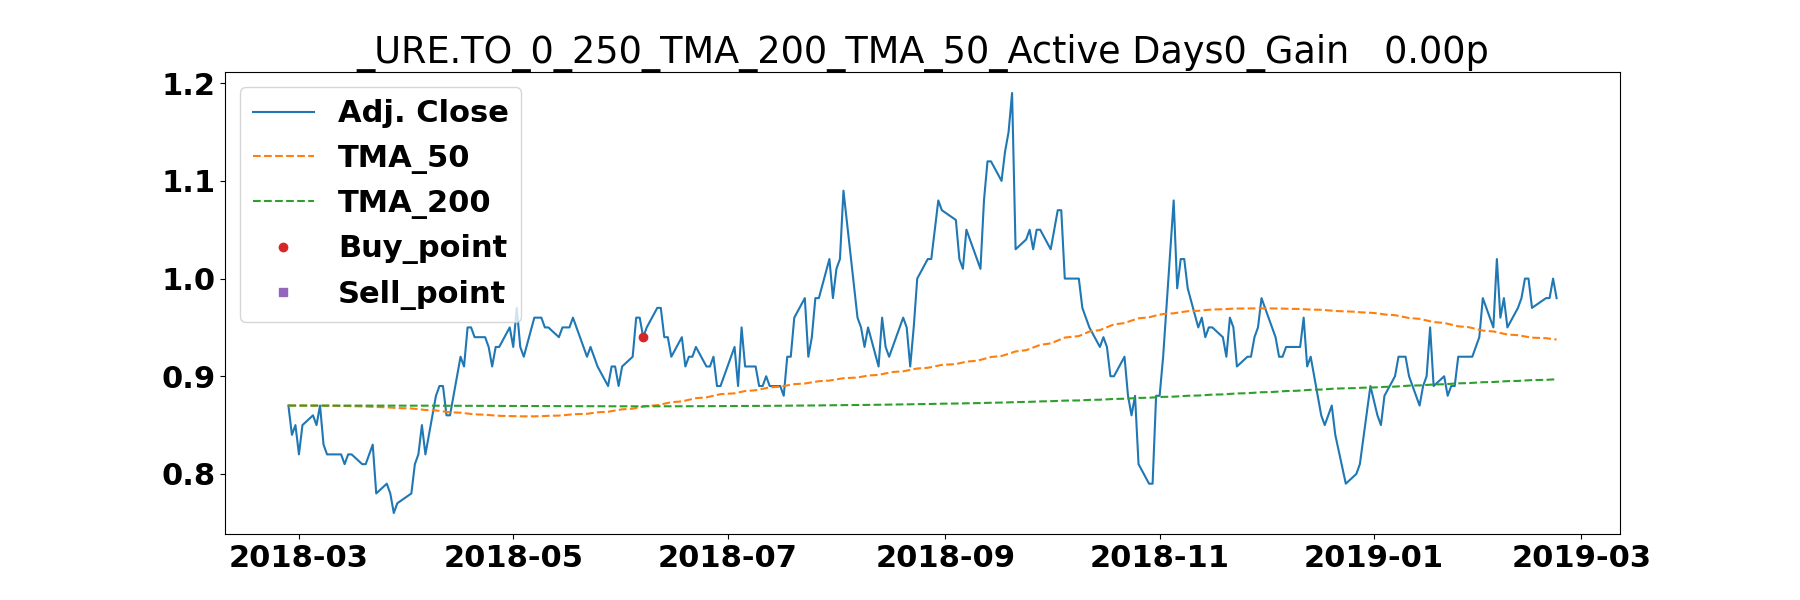 _URE.TO_0_250_TMA_200_TMA_50_Active Days0_Gain   0.00p
1.2
1.1
1.0
0.9
0.8
Adj. Close
TMA_50
TMA_200
Buy_point
Sell_point
2018-03 2018-05 2018-07 2018-09 2018-11 2019-01 2019-03